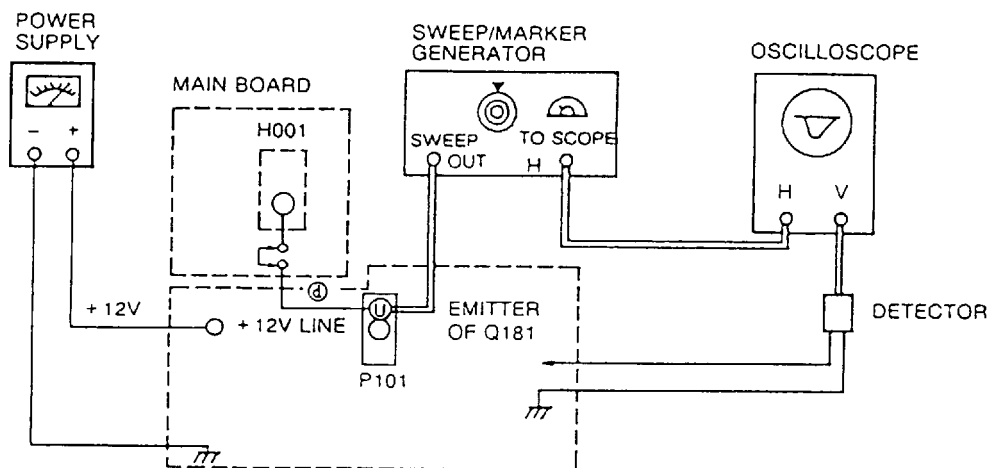 POWER
SUPPLY
- +
MAIN BOARD
H001
SWEEP/MARKER
GENERATOR
SWEEP
OUT
TO SCOPE
H
OSCILLOSCOPE
H V
DETECTOR
d
+12V
+12V LINE
U
P101
EMITTER
OF Q181